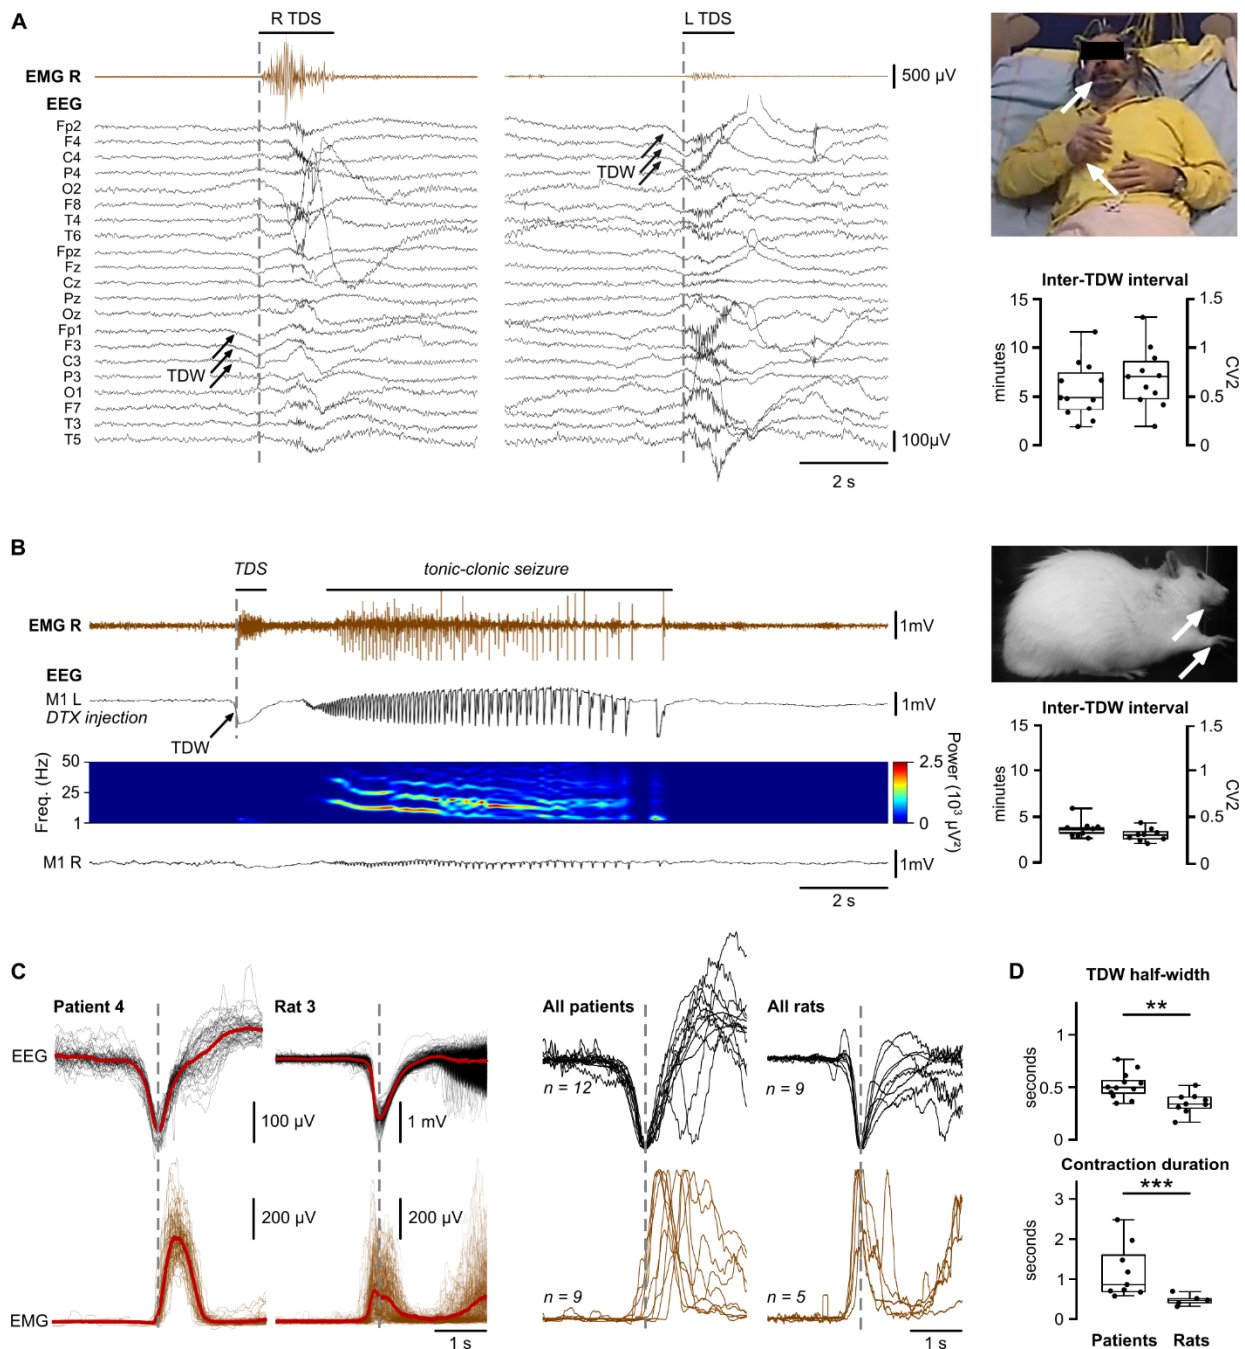 A
R TDS
L TDS
EMG R
500 µV
EEG
Fp2
F4
C4
P4
O2
F8
T4
T6
Fpz
Fz
Cz
Pz
Oz
Fp1
F3
C3
P3
O1
F7
T3
T5
TDW
TDW
100µV
2 s
Inter-TDW interval
15
10
5
0
minutes
1.5
1
0.5
0
CV2
B
TDS
tonic-clonic seizure
EMG R
1mV
EEG
M1 L
DTX injection
1mV
TDW
50
25
1
Freq. (Hz)
2.5
0
Power (10³ µV²)
M1 R
1mV
2 s
Inter-TDW interval
15
10
5
0
minutes
1.5
1
0.5
0
CV2
C
Patient 4
Rat 3
All patients
All rats
EEG
n = 12
n = 9
100 µV
1 mV
200 µV
200 µV
n = 9
n = 5
EMG
1 s
1 s
D
TDW half-width
**
1
0.5
0
seconds
Contraction duration
***
3
2
1
0
seconds
Patients
Rats